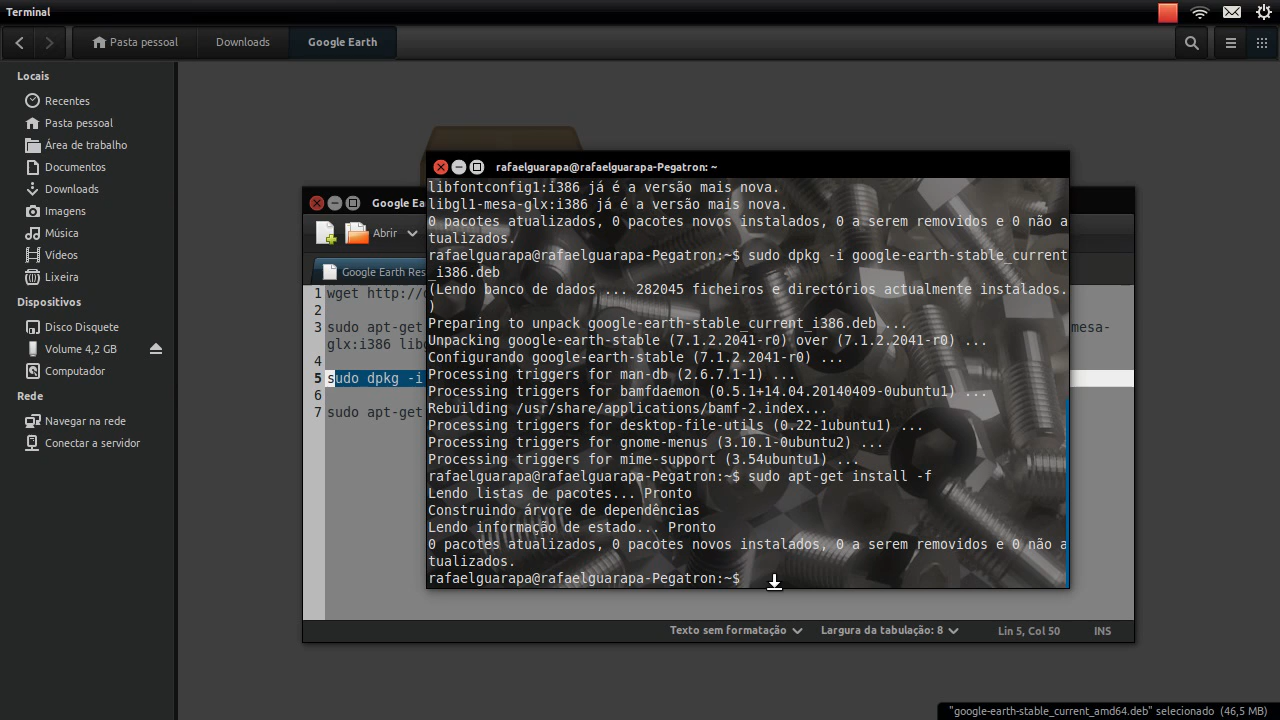 Terminal
Pasta pessoal
Downloads
Google Earth
Locais
Recentes
Pasta pessoal
Área de trabalho
Documentos
Downloads
Imagens
Música
Vídeos
Lixeira
Dispositivos
Disco Disquete
Volume 4,2 GB
Computador
Rede
Navegar na rede
Conectar a servidor
Google Ea
Abrir
Google Earth Res
1 wget http://
2
3 sudo apt-get mesa-
glx:i386
4
5 sudo dpkg -i
6
7 sudo apt-get
Texto sem formatação
Largura da tabulação: 8
Lin 5, Col 50
INS
rafaelguarapa@rafaelguarapa-Pegatron: ~
libfontconfig1:i386 já é a versão mais nova.
libgl1-mesa-glx:i386 já é a versão mais nova.
0 pacotes atualizados, 0 pacotes novos instalados, 0 a serem removidos e 0 não a
tualizados.
rafaelguarapa@rafaelguarapa-Pegatron:~$ sudo dpkg -i google-earth-stable_current
_i386.deb
(Lendo banco de dados ... 282045 ficheiros e directórios actualmente instalados.
)
Preparing to unpack google-earth-stable_current_i386.deb ...
Unpacking google-earth-stable (7.1.2.2041-r0) over (7.1.2.2041-r0) ...
Configurando google-earth-stable (7.1.2.2041-r0) ...
Processing triggers for man-db (2.6.7.1-1) ...
Processing triggers for bamfdaemon (0.5.1+14.04.20140409-0ubuntu1) ...
Rebuilding /usr/share/applications/bamf-2.index...
Processing triggers for desktop-file-utils (0.22-1ubuntu1) ...
Processing triggers for gnome-menus (3.10.1-0ubuntu2) ...
Processing triggers for mime-support (3.54ubuntu1) ...
rafaelguarapa@rafaelguarapa-Pegatron:~$ sudo apt-get install -f
Lendo listas de pacotes... Pronto
Construindo árvore de dependências
Lendo informação de estado... Pronto
0 pacotes atualizados, 0 pacotes novos instalados, 0 a serem removidos e 0 não a
tualizados.
rafaelguarapa@rafaelguarapa-Pegatron:~$
"google-earth-stable_current_amd64.deb" selecionado (46,5 MB)